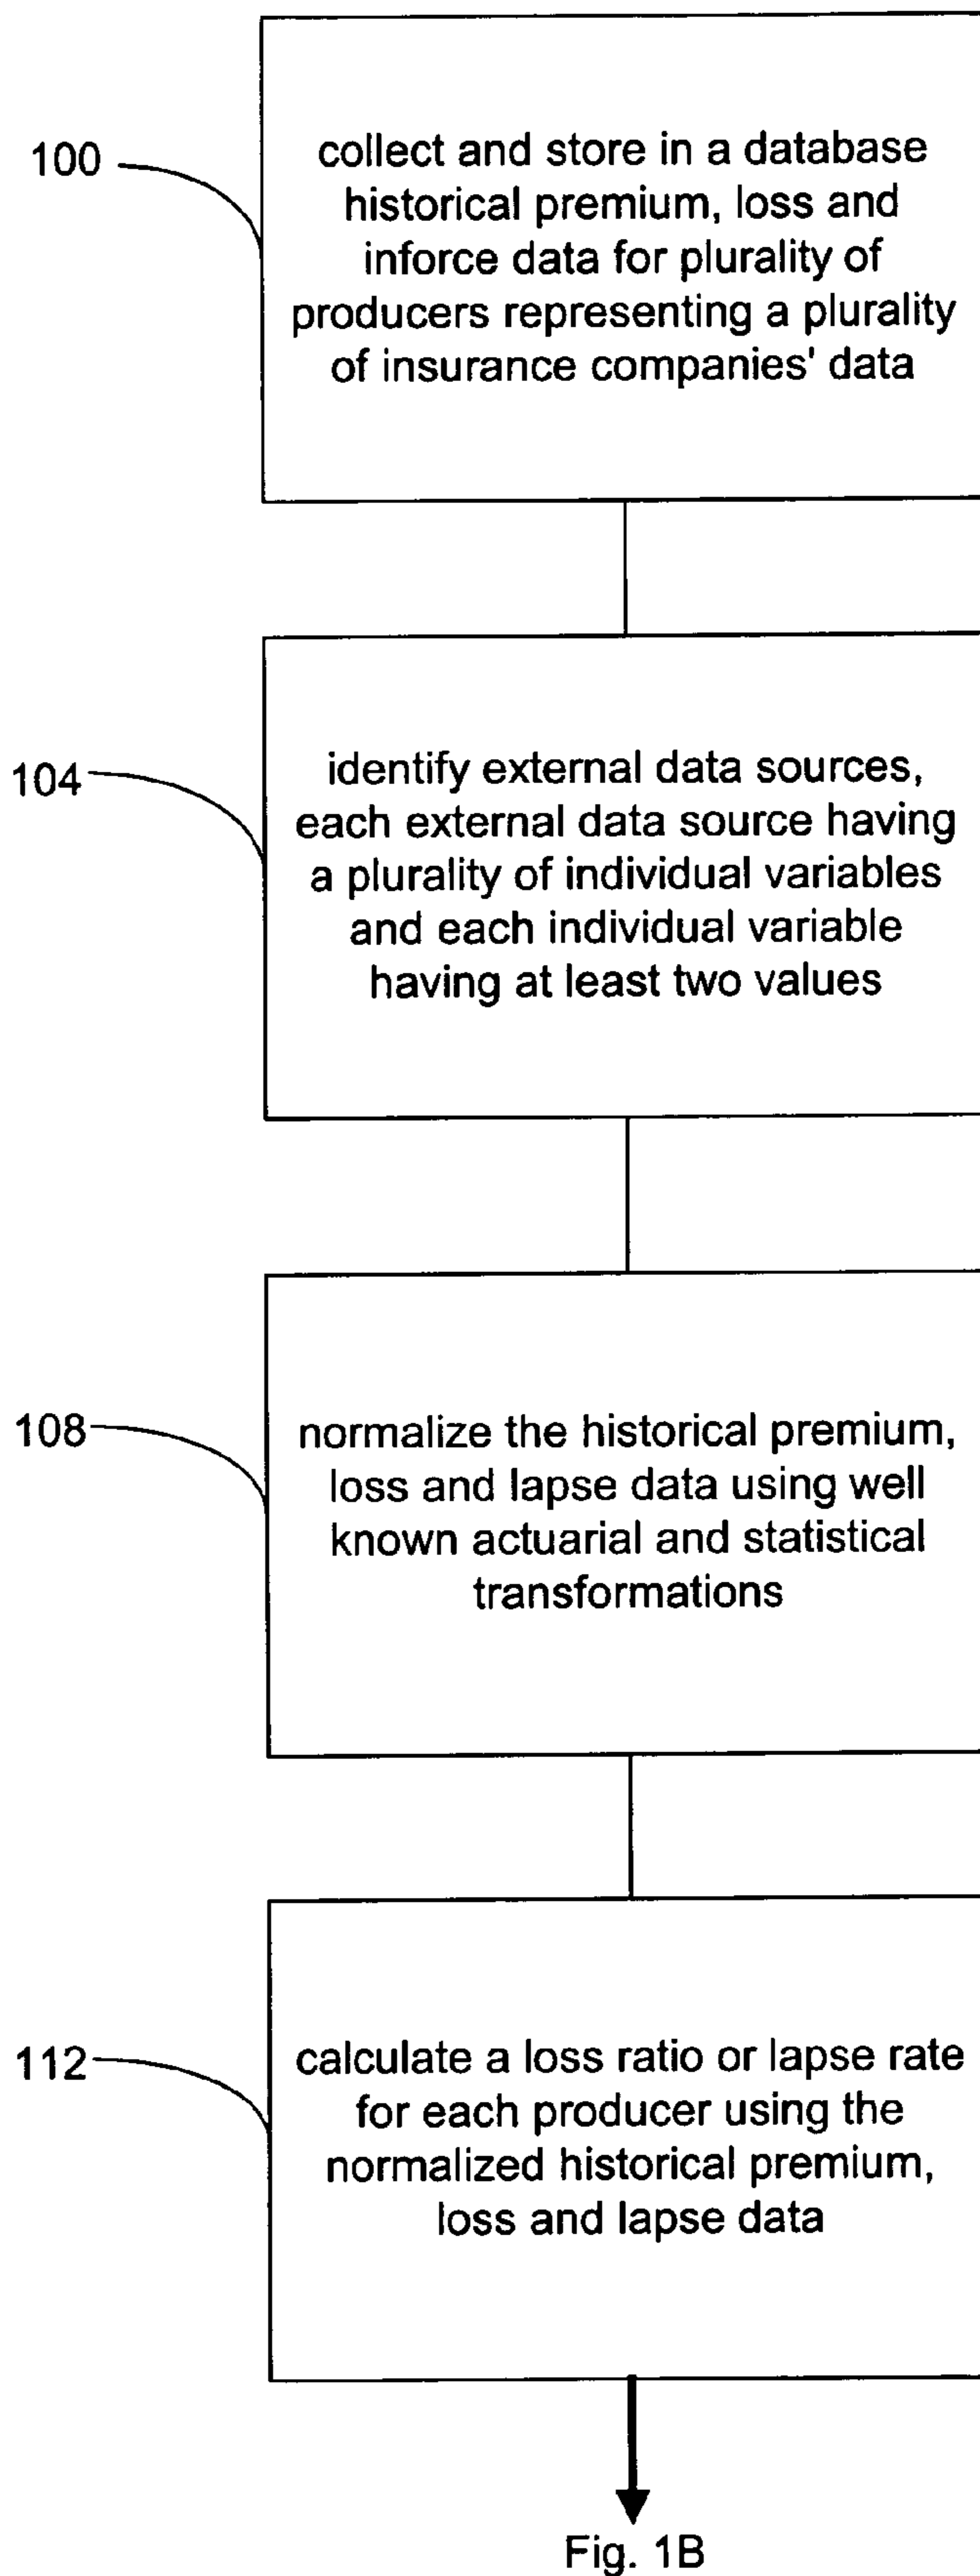 100
collect and store in a database
historical premium, loss and
inforce data for plurality of
producers representing a plurality
of insurance companies' data
104
identify external data sources,
each external data source having
a plurality of individual variables
and each individual variable
having at least two values
108
normalize the historical premium,
loss and lapse data using well
known actuarial and statistical
transformations
112
calculate a loss ratio or lapse rate
for each producer using the
normalized historical premium,
loss and lapse data
Fig. 1B